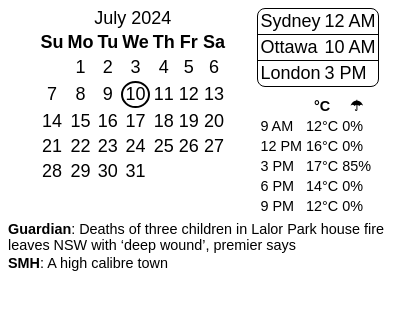 July 2024
Su Mo Tu We Th Fr Sa
1 2 3 4 5 6
7 8 9 10 11 12 13
14 15 16 17 18 19 20
21 22 23 24 25 26 27
28 29 30 31
Sydney 12 AM
Ottawa 10 AM
London 3 PM
°C ☂
9 AM 12°C 0%
12 PM 16°C 0%
3 PM 17°C 85%
6 PM 14°C 0%
9 PM 12°C 0%
Guardian: Deaths of three children in Lalor Park house fire
leaves NSW with ‘deep wound’, premier says
SMH: A high calibre town